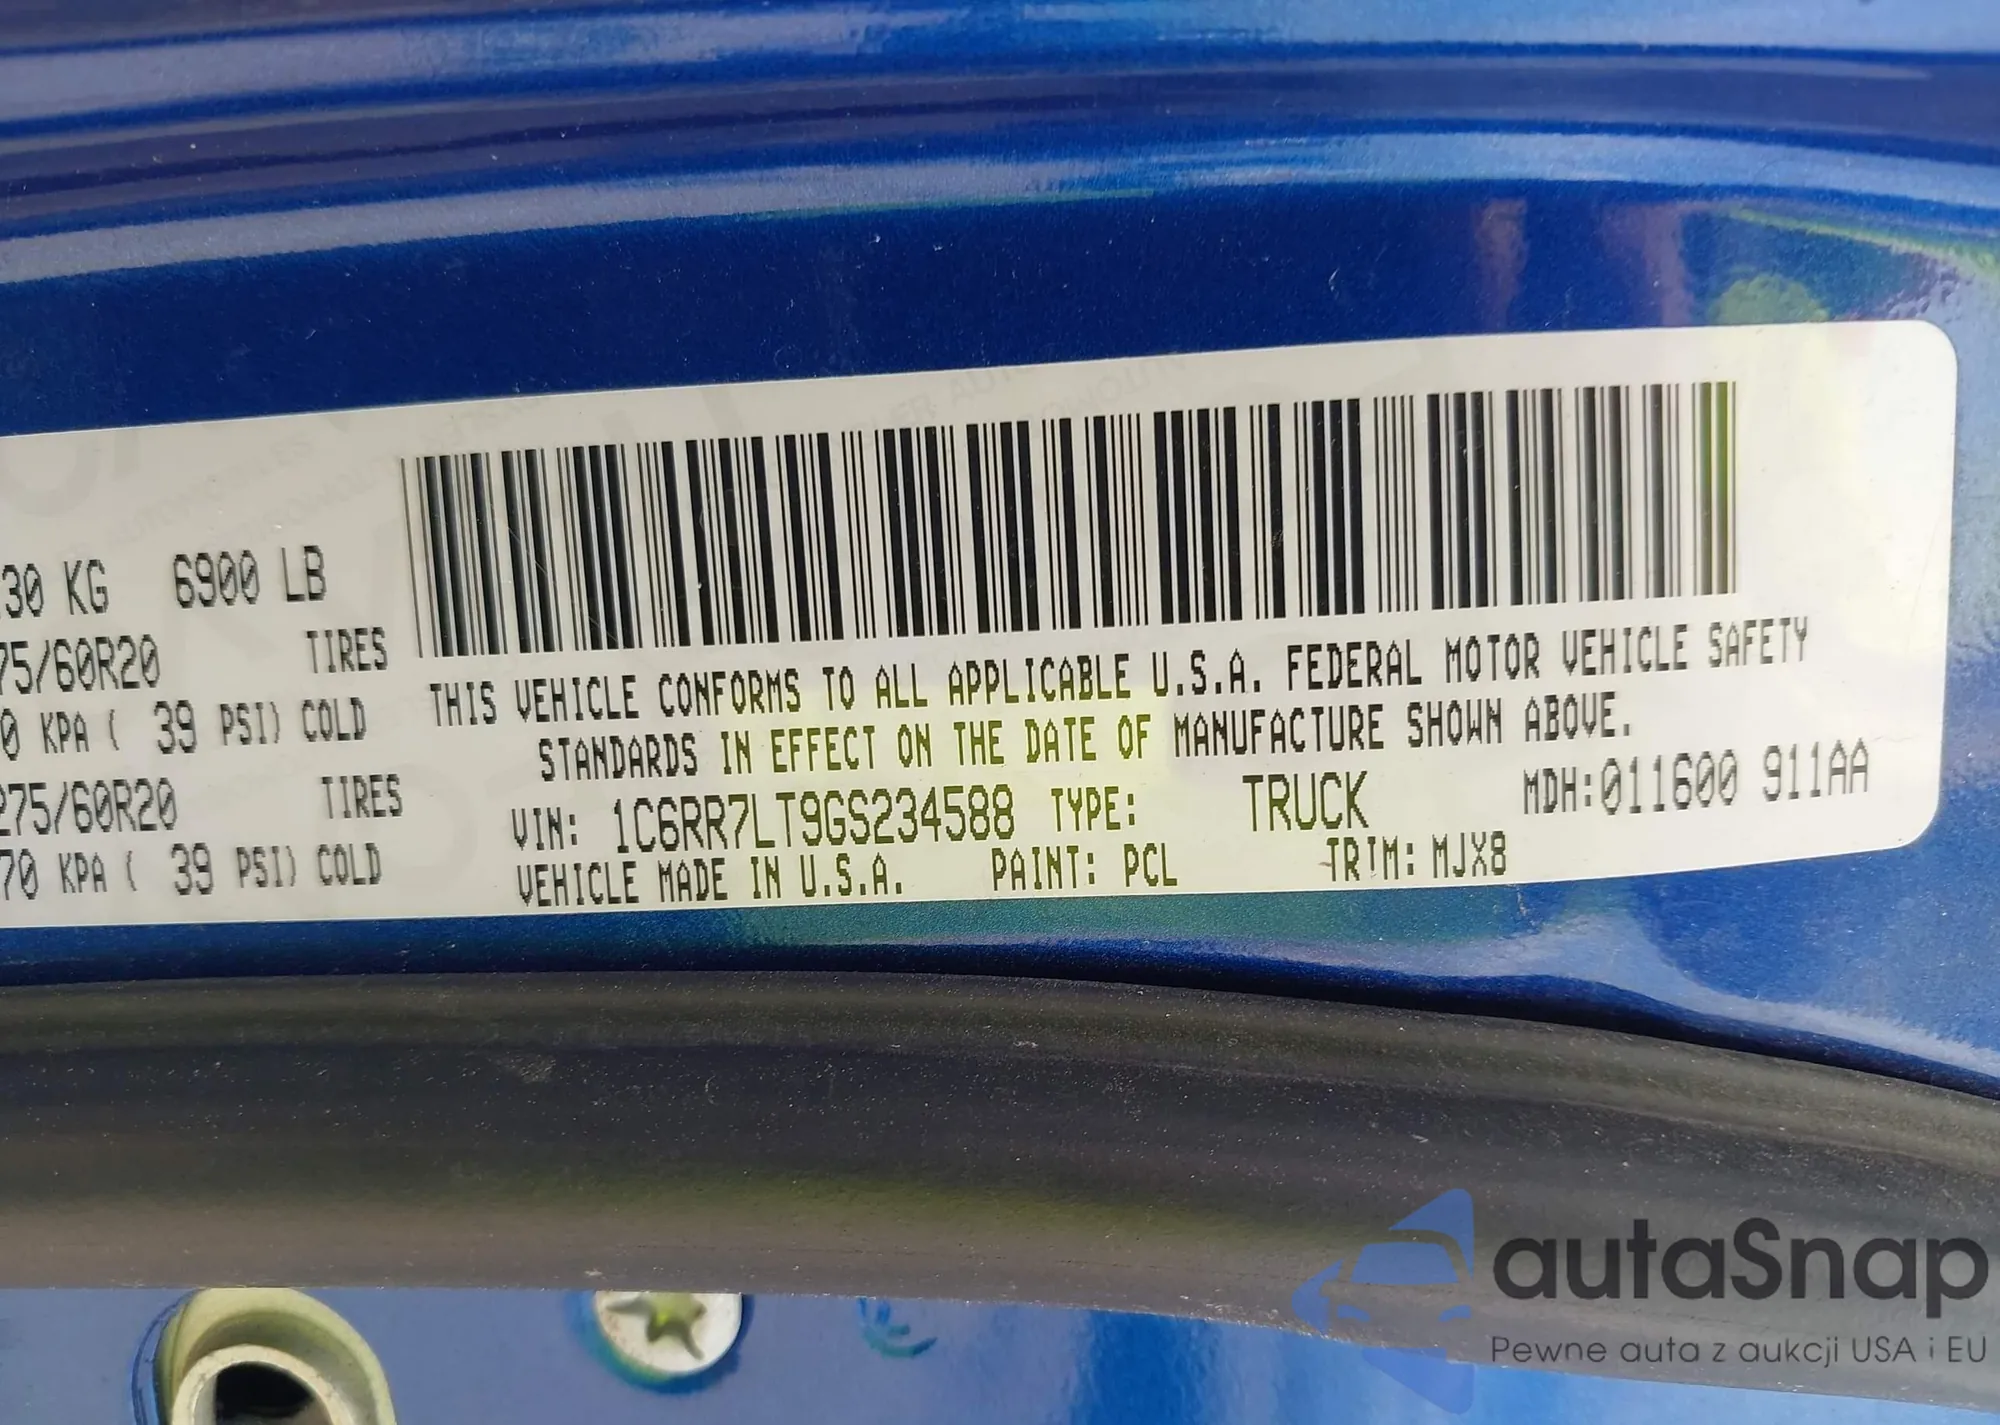 30 KG 6900 LB
75/60R20 TIRES
0 KPA ( 39 PSI) COLD
275/60R20 TIRES
70 KPA ( 39 PSI) COLD
THIS VEHICLE CONFORMS TO ALL APPLICABLE U.S.A. FEDERAL MOTOR VEHICLE SAFETY
STANDARDS IN EFFECT ON THE DATE OF MANUFACTURE SHOWN ABOVE.
VIN: 1C6RR7LT9GS234588 TYPE: TRUCK MDH:011600 911AA
VEHICLE MADE IN U.S.A. PAINT: PCL TRIM: MJX8
autaSnap
Pewne auta z aukcji USA i EU